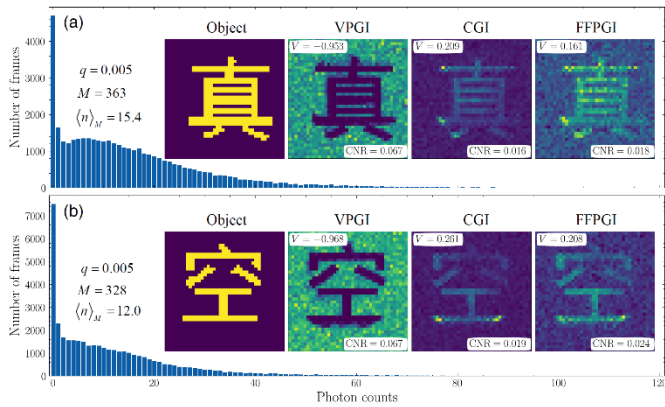 (a)
Object
VPGI
CGI
FFPGI
Number of frames
4000
3000
2000
1000
0
q = 0.005
M = 363
⟨n⟩M = 15.4
真
V = −0.953
CNR = 0.067
V = 0.209
CNR = 0.016
V = 0.161
CNR = 0.018
(b)
Object
VPGI
CGI
FFPGI
Number of frames
7000
6000
5000
4000
3000
2000
1000
0
q = 0.005
M = 328
⟨n⟩M = 12.0
空
V = −0.968
CNR = 0.067
V = 0.261
CNR = 0.019
V = 0.208
CNR = 0.024
0
20
40
60
80
100
120
Photon counts